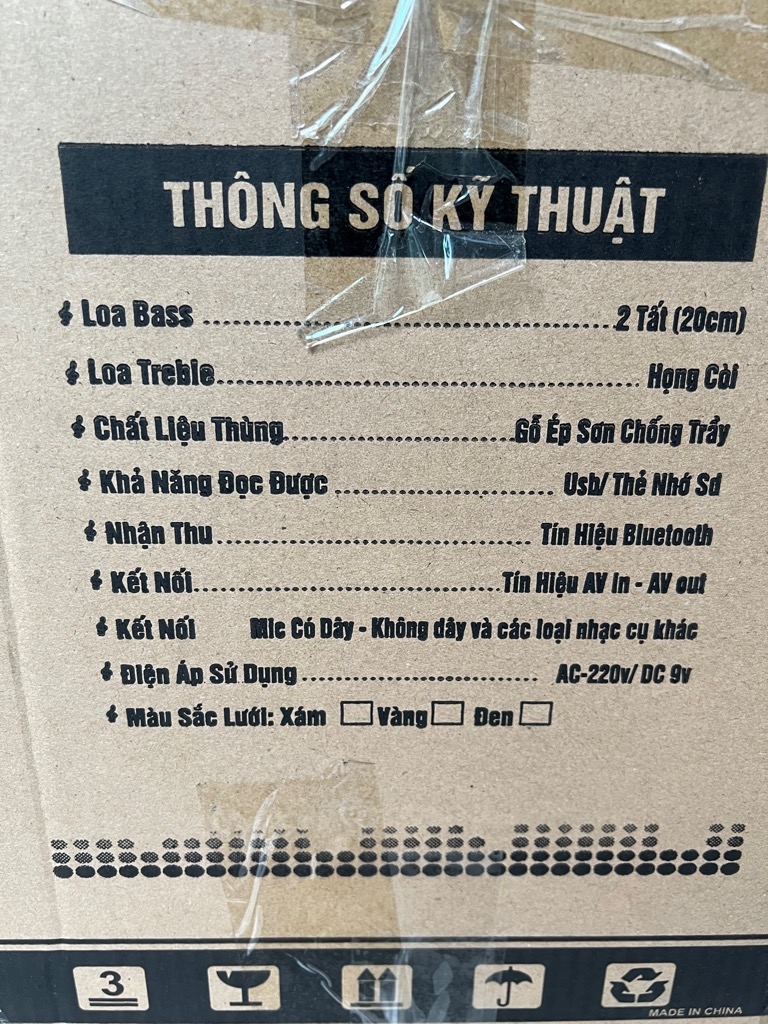 THÔNG SỐ KỸ THUẬT
Loa Bass ........................................ 2 Tất (20cm)
Loa Treble........................................ Họng Còi
Chất Liệu Thùng..............................Gỗ Ép Sơn Chống Trầy
Khả Năng Đọc Được .............................. Usb/ Thẻ Nhớ Sd
Nhận Thu........................................ Tín Hiệu Bluetooth
Kết Nối........................................Tín Hiệu AV In - AV out
Kết Nối Mic Có Dây - Không dây và các loại nhạc cụ khác
Điện Áp Sử Dụng .............................. AC-220v/ DC 9v
Màu Sắc Lưới: Xám Vàng Đen
3
MADE IN CHINA